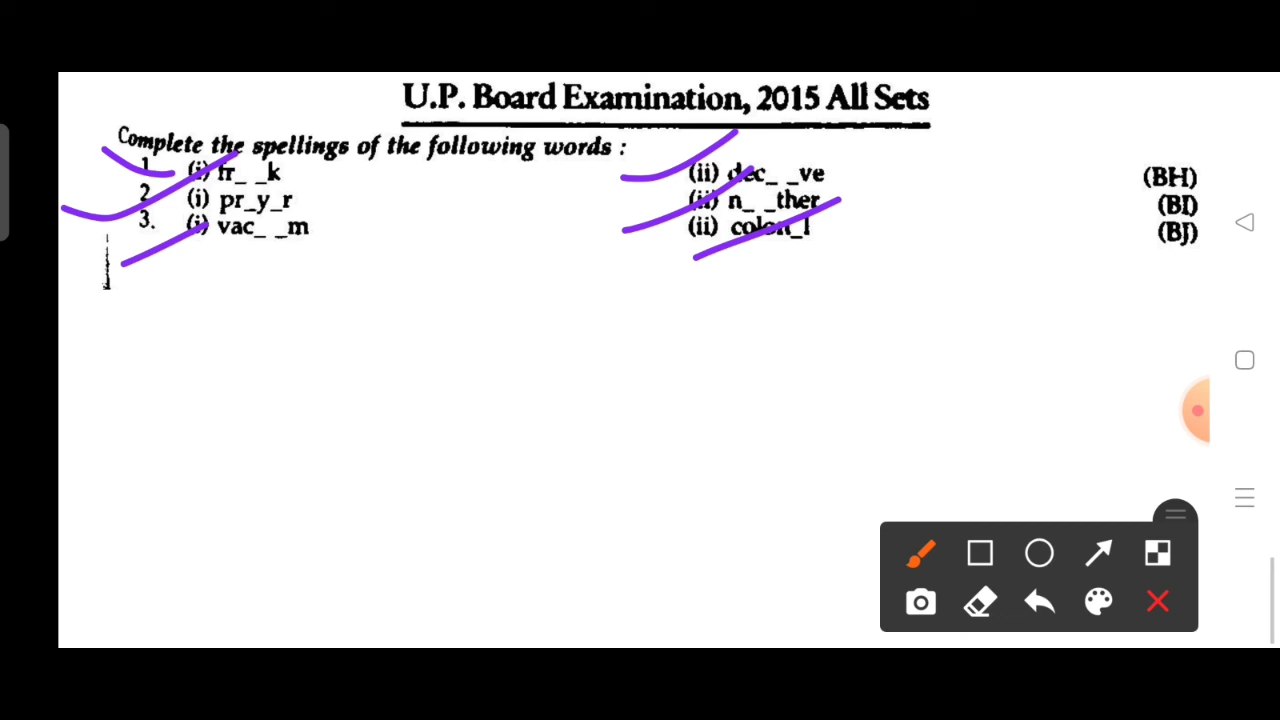 U.P. Board Examination, 2015 All Sets
Complete the spellings of the following words :
1. (i) fr_ _k (ii) dec_ _ve (BH)
2. (i) pr_y_r (ii) n_ _ther (BI)
3. (i) vac_ _m (ii) colon_l (BJ)